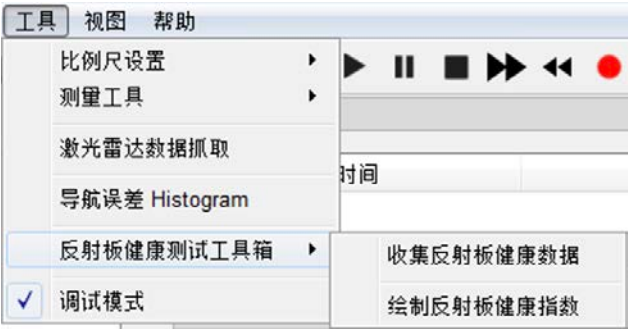 工具 视图 帮助
比例尺设置
测量工具
激光雷达数据抓取
时间
导航误差 Histogram
反射板健康测试工具箱
收集反射板健康数据
调试模式
绘制反射板健康指数